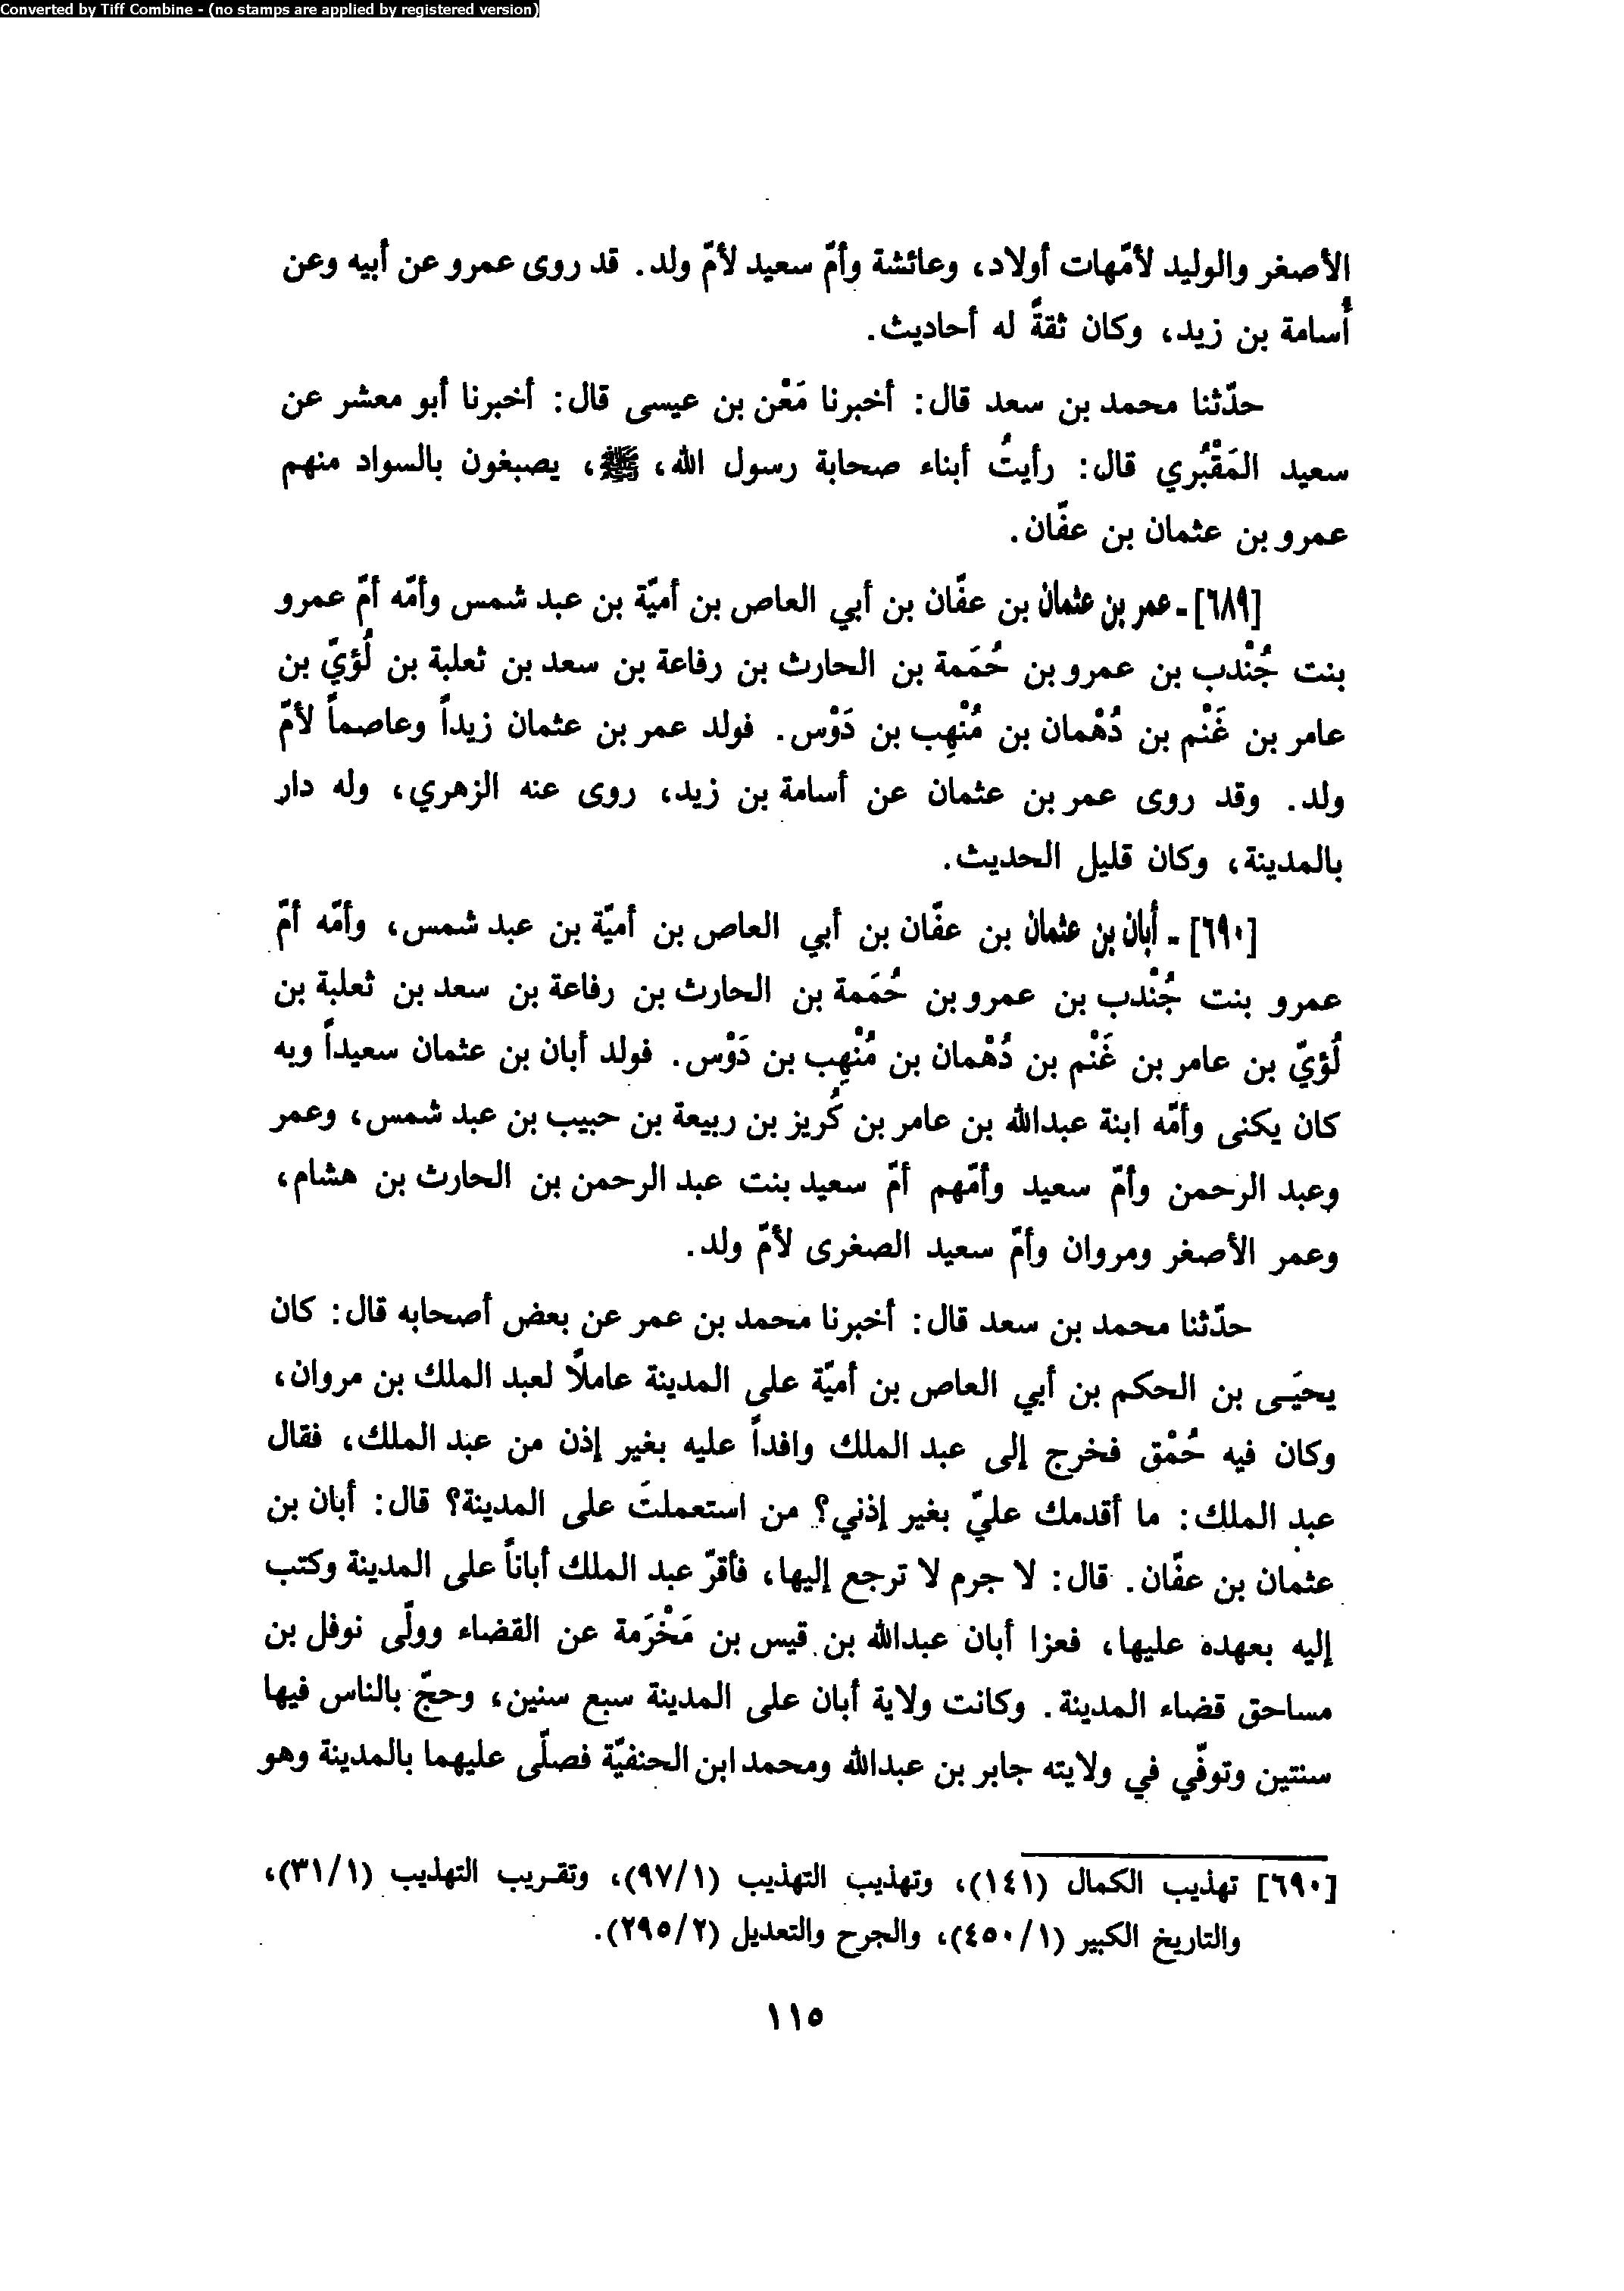 Converted by Tiff Combine - (no stamps are applied by registered version)
الأصغر والوليد لأمّهات أولاد، وعائشة وأمّ سعيد لأمّ ولد. قد روى عمرو عن أبيه وعن
أُسامة بن زيد، وكان ثقةً له أحاديث.
حدّثنا محمد بن سعد قال: أخبرنا مَعْن بن عيسى قال: أخبرنا أبو معشر عن
سعيد المَقْبُري قال: رأيتُ أبناء صحابة رسول الله، ﷺ، يصبغون بالسواد منهم
عمرو بن عثمان بن عفّان.
[٦٨٩] ـ عمر بن عثمان بن عفّان بن أبي العاص بن أميّة بن عبد شمس وأمّه أمّ عمرو
بنت جُنْدب بن عمرو بن حُمَمة بن الحارث بن رفاعة بن سعد بن ثعلبة بن لُؤيّ بن
عامر بن غَنْم بن دُهْمان بن مُنْهِب بن دَوْس. فولد عمر بن عثمان زيداً وعاصماً لأمّ
ولد. وقد روى عمر بن عثمان عن أسامة بن زيد، روى عنه الزهري، وله دار
بالمدينة، وكان قليل الحديث.
[٦٩٠] ـ أبان بن عثمان بن عفّان بن أبي العاص بن أميّة بن عبد شمس، وأمّه أمّ
عمرو بنت جُنْدب بن عمرو بن حُمَمة بن الحارث بن رفاعة بن سعد بن ثعلبة بن
لُؤيّ بن عامر بن غَنْم بن دُهْمان بن مُنْهِب بن دَوْس. فولد أبان بن عثمان سعيداً وبه
كان يكنى وأمّه ابنة عبدالله بن عامر بن كُريز بن ربيعة بن حبيب بن عبد شمس، وعمر
وعبد الرحمن وأمّ سعيد وأمّهم أمّ سعيد بنت عبد الرحمن بن الحارث بن هشام،
وعمر الأصغر ومروان وأمّ سعيد الصغرى لأمّ ولد.
حدّثنا محمد بن سعد قال: أخبرنا محمد بن عمر عن بعض أصحابه قال: كان
يحيَـى بن الحكم بن أبي العاص بن أميّة على المدينة عاملاً لعبد الملك بن مروان،
وكان فيه حُمْق فخرج إلى عبد الملك وافداً عليه بغير إذن من عبد الملك، فقال
عبد الملك: ما أقدمك عليّ بغير إذني؟ من استعملتَ على المدينة؟ قال: أبان بن
عثمان بن عفّان. قال: لا جرم لا ترجع إليها، فأقرّ عبد الملك أباناً على المدينة وكتب
إليه بعهده عليها، فعزا أبان عبدالله بن قيس بن مَخْرَمة عن القضاء وولّى نوفل بن
مساحق قضاء المدينة. وكانت ولاية أبان على المدينة سبع سنين، وحجّ بالناس فيها
سنتين وتوفّي في ولايته جابر بن عبدالله ومحمد ابن الحنفيّة فصلّى عليهما بالمدينة وهو
[٦٩٠] تهذيب الكمال (١٤١)، وتهذيب التهذيب (٩٧/١)، وتقـريب التهذيب (٣١/١)،
والتاريخ الكبير (٤٥٠/١)، والجرح والتعديل (٢٩٥/٢).
١١٥